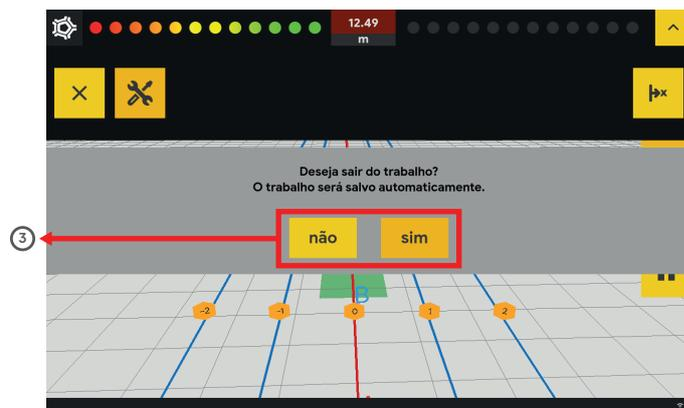 12.49
m
Deseja sair do trabalho?
O trabalho será salvo automaticamente.
não sim
3
B
-2 -1 0 1 2